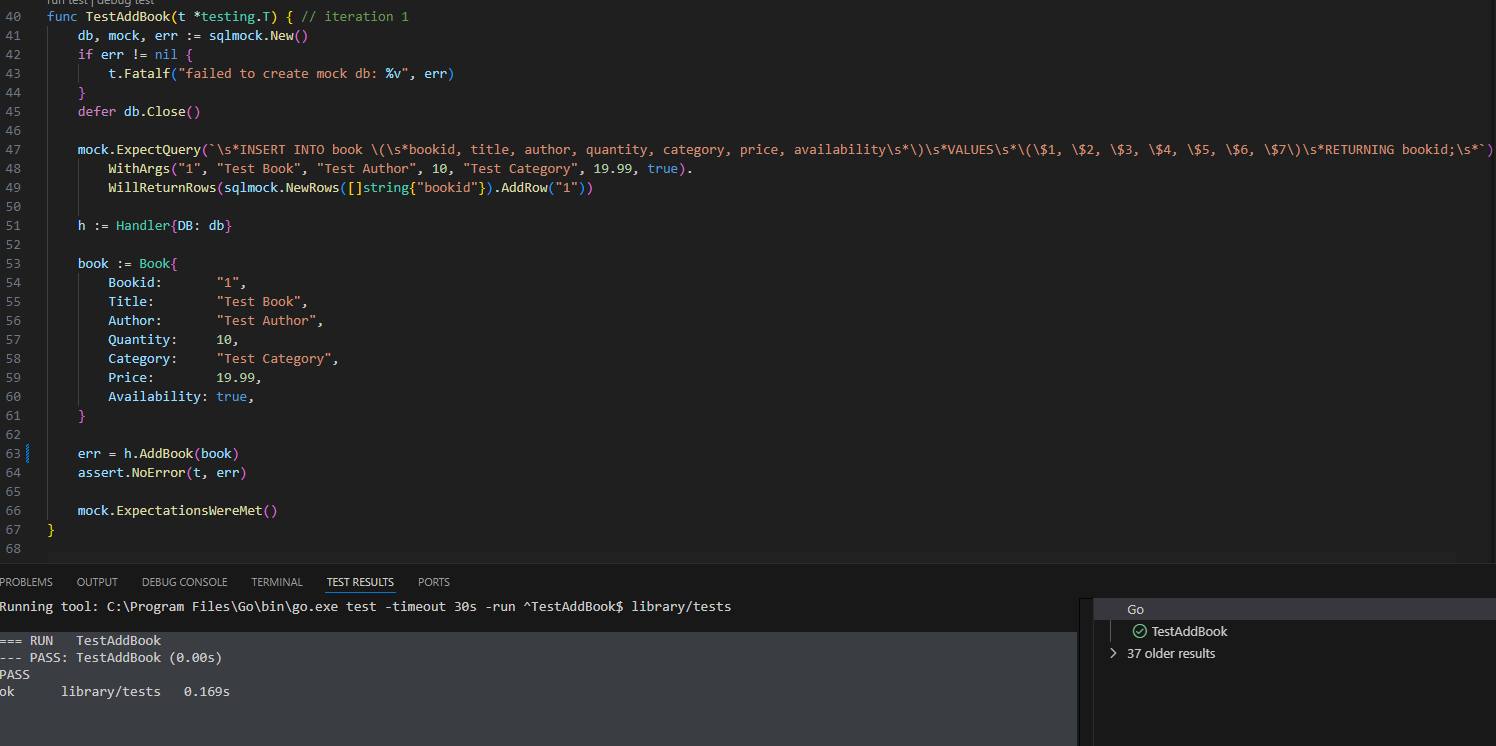 run test | debug test
40 func TestAddBook(t *testing.T) { // iteration 1
41 db, mock, err := sqlmock.New()
42 if err != nil {
43 t.Fatalf("failed to create mock db: %v", err)
44 }
45 defer db.Close()
46
47 mock.ExpectQuery(`\s*INSERT INTO book \(\s*bookid, title, author, quantity, category, price, availability\s*\)\s*VALUES\s*\(\$1, \$2, \$3, \$4, \$5, \$6, \$7\)\s*RETURNING bookid;\s*`)
48 WithArgs("1", "Test Book", "Test Author", 10, "Test Category", 19.99, true).
49 WillReturnRows(sqlmock.NewRows([]string{"bookid"}).AddRow("1"))
50
51 h := Handler{DB: db}
52
53 book := Book{
54 Bookid: "1",
55 Title: "Test Book",
56 Author: "Test Author",
57 Quantity: 10,
58 Category: "Test Category",
59 Price: 19.99,
60 Availability: true,
61 }
62
63 err = h.AddBook(book)
64 assert.NoError(t, err)
65
66 mock.ExpectationsWereMet()
67 }
68
PROBLEMS OUTPUT DEBUG CONSOLE TERMINAL TEST RESULTS PORTS
Running tool: C:\Program Files\Go\bin\go.exe test -timeout 30s -run ^TestAddBook$ library/tests
=== RUN TestAddBook
--- PASS: TestAddBook (0.00s)
PASS
ok library/tests 0.169s
Go
TestAddBook
37 older results